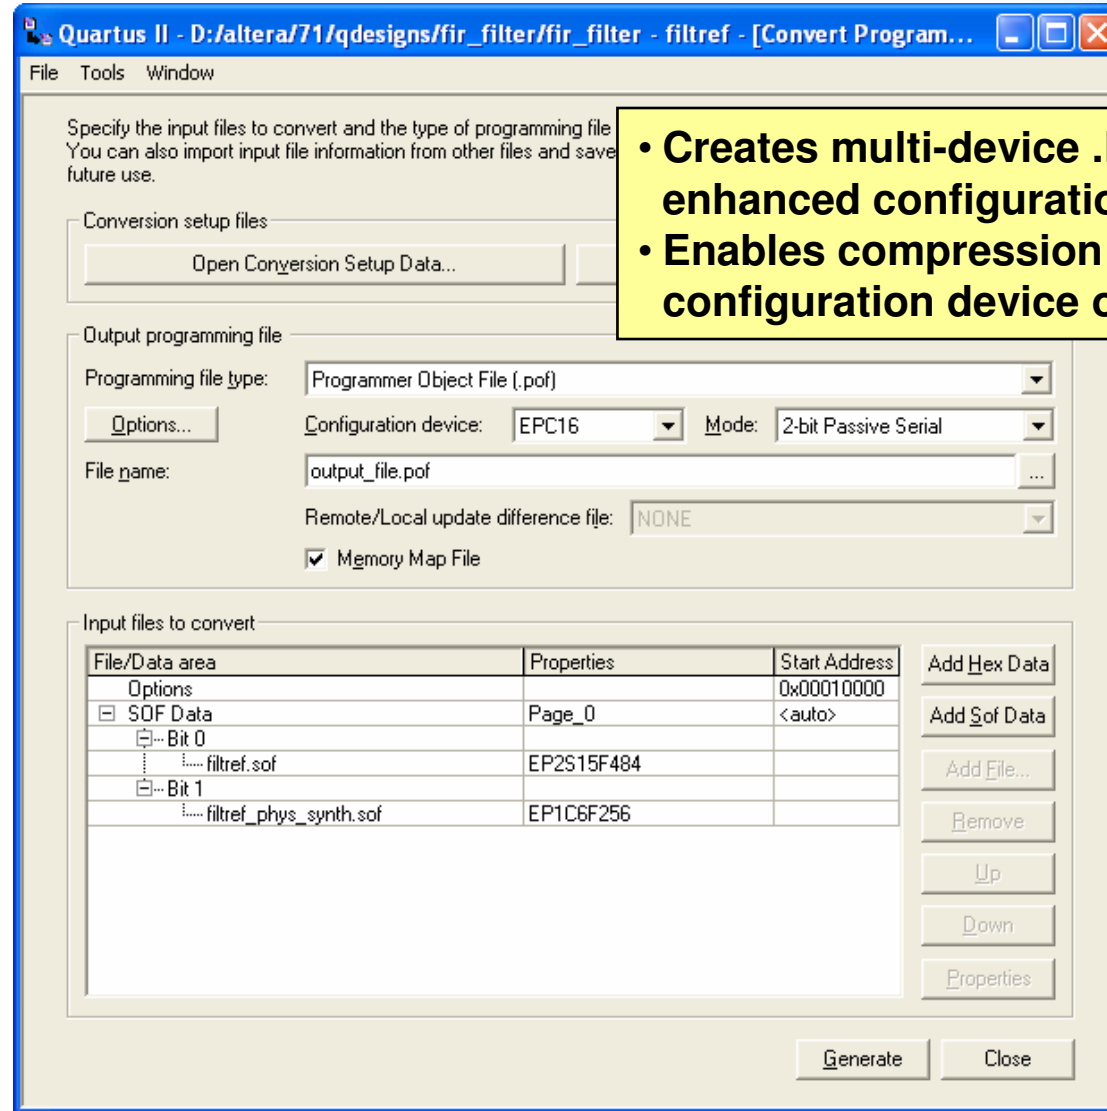 Quartus II - D:/altera/71/qdesigns/fir_filter/fir_filter - filtref - [Convert Program...
File Tools Window
Specify the input files to convert and the type of programming file
You can also import input file information from other files and save
future use.
• Creates multi-device
enhanced
• Enables compression
configuration device
Conversion setup files
Open Conversion Setup Data...
Output programming file
Programming file type: Programmer Object File (.pof)
Options... Configuration device: EPC16 Mode: 2-bit Passive Serial
File name: output_file.pof ...
Remote/Local update difference file: NONE
Memory Map File
Input files to convert
File/Data area Properties Start Address
Options 0x00010000
SOF Data Page_0 <auto>
Bit 0
filtref.sof EP2S15F484
Bit 1
filtref_phys_synth.sof EP1C6F256
Add Hex Data
Add Sof Data
Add File...
Remove
Up
Down
Properties
Generate Close